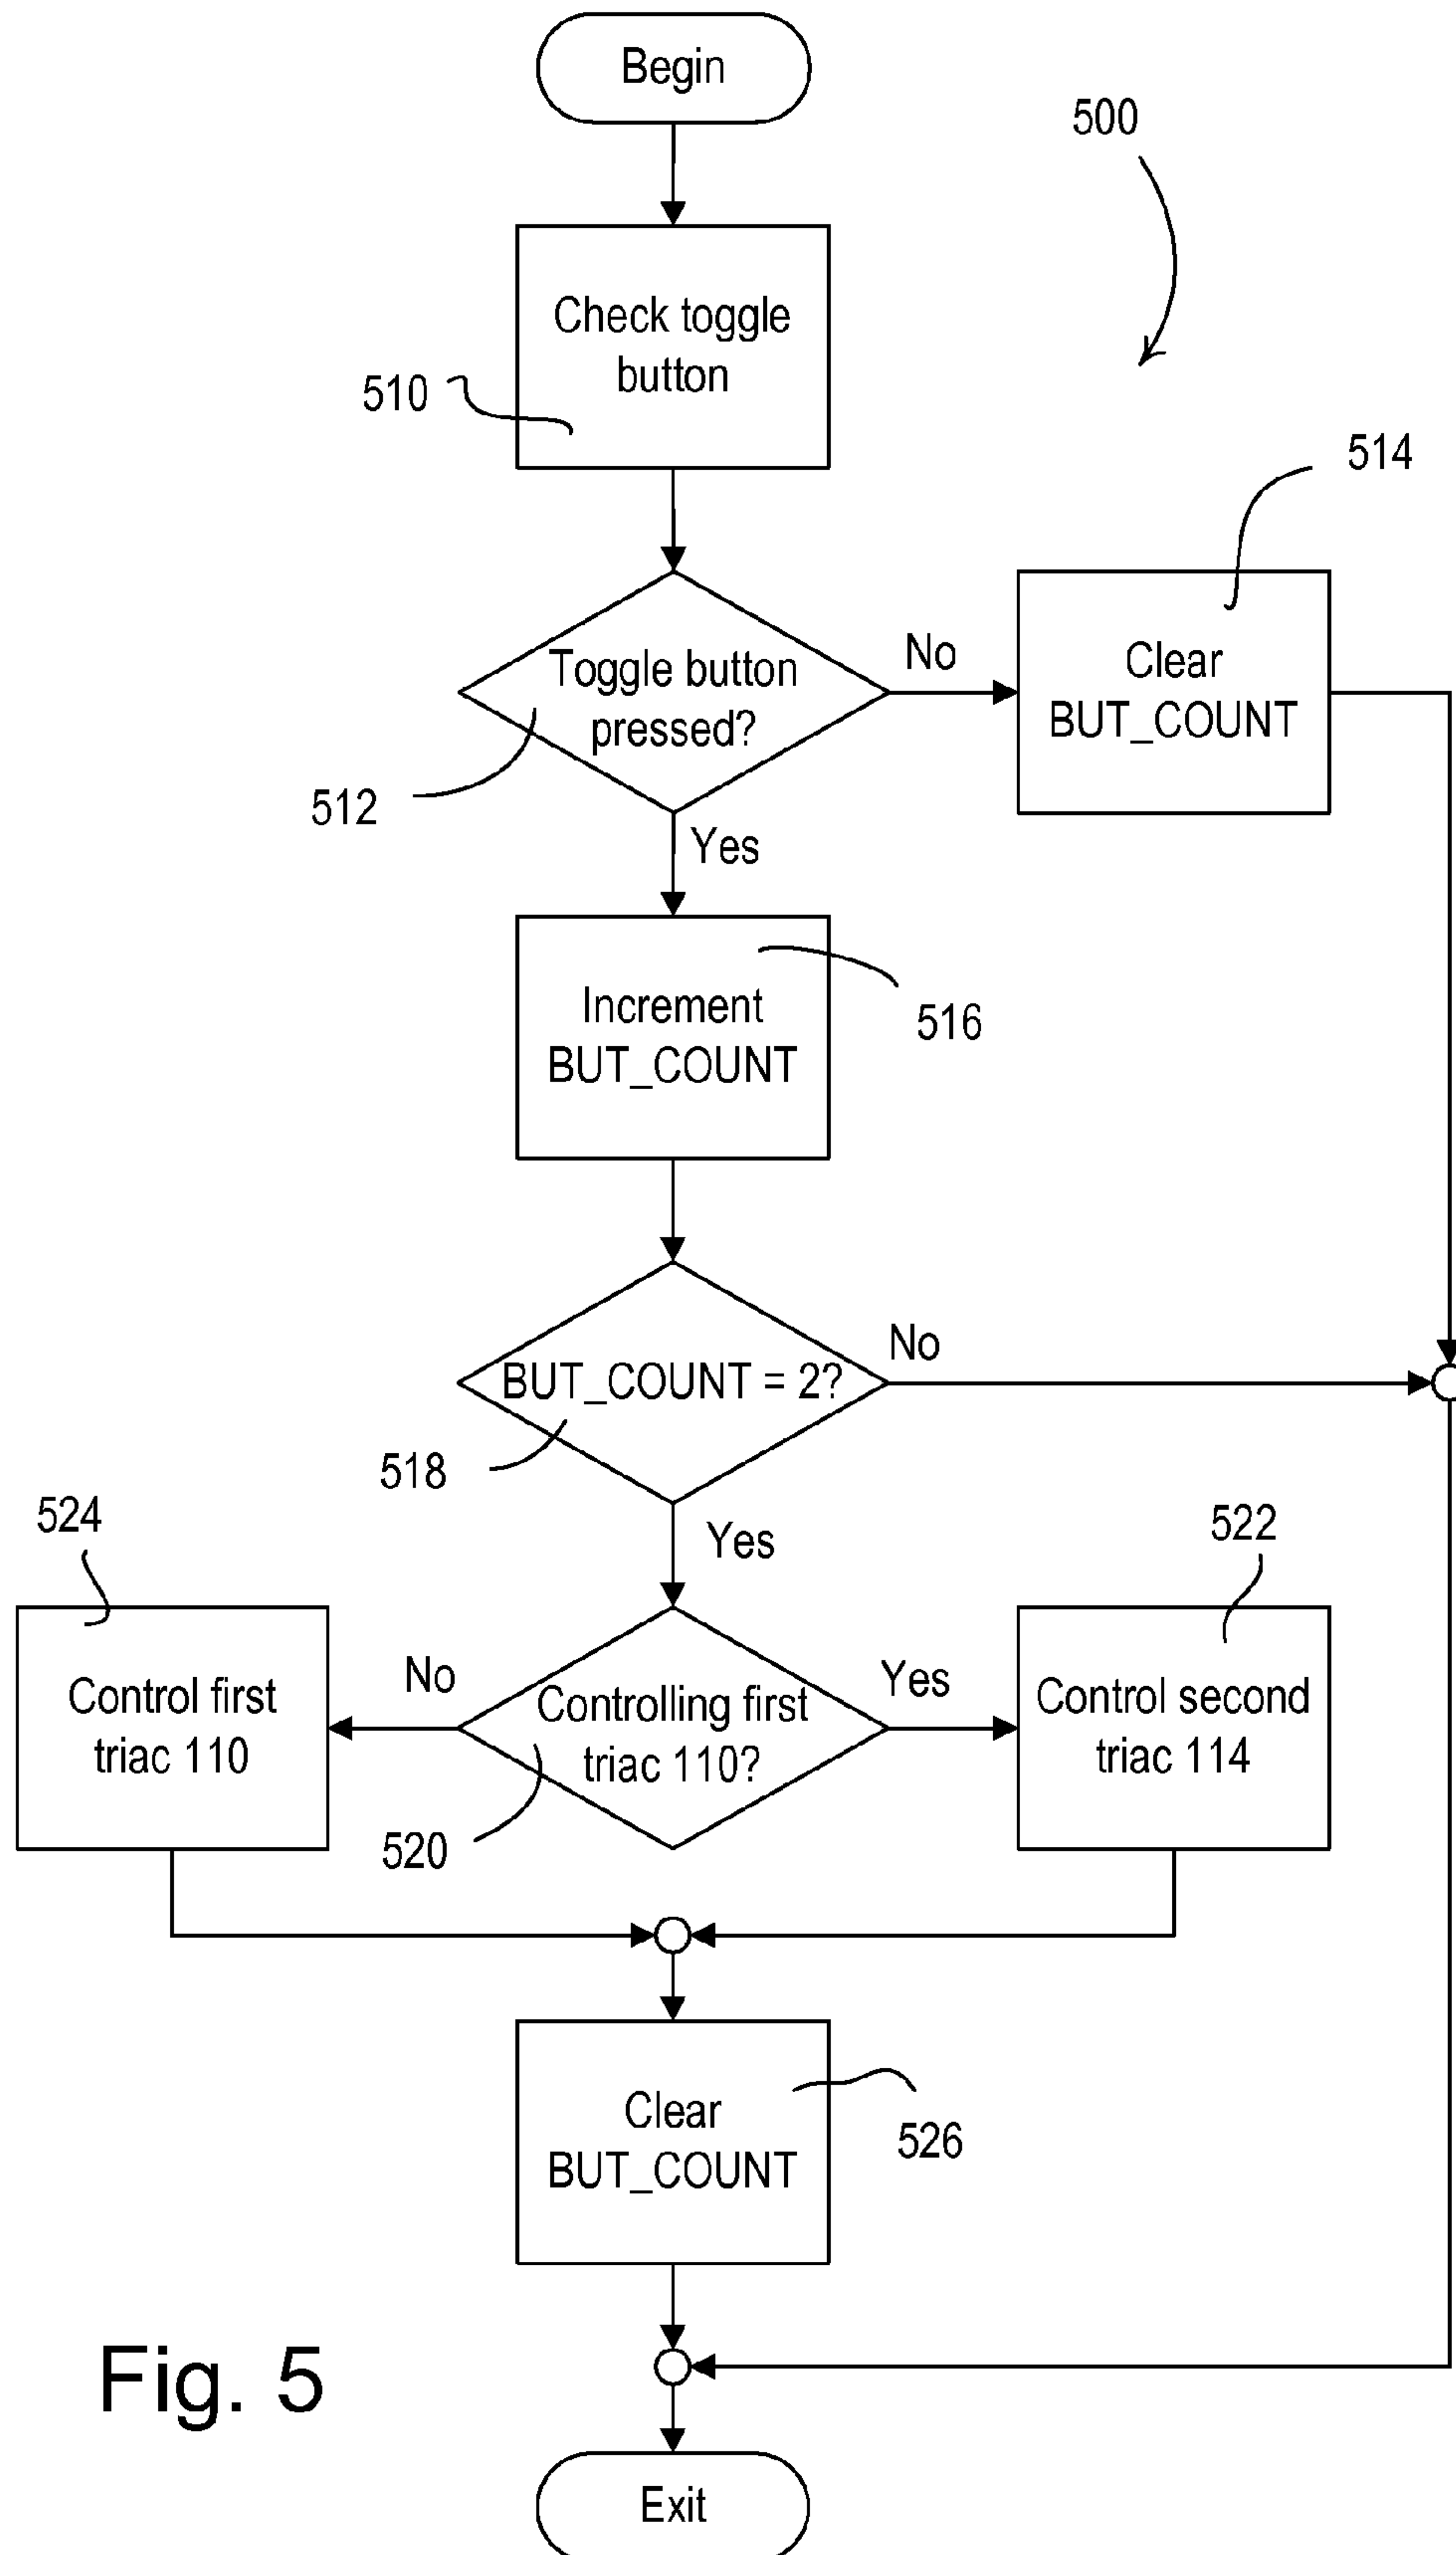 Begin
500
Check toggle
button
510
514
Toggle button
pressed?
No
Clear
BUT_COUNT
512
Yes
Increment
BUT_COUNT
516
BUT_COUNT = 2?
No
518
Yes
524
522
Control first
triac 110
No
Controlling first
triac 110?
Yes
Control second
triac 114
520
Clear
BUT_COUNT
526
Fig. 5
Exit